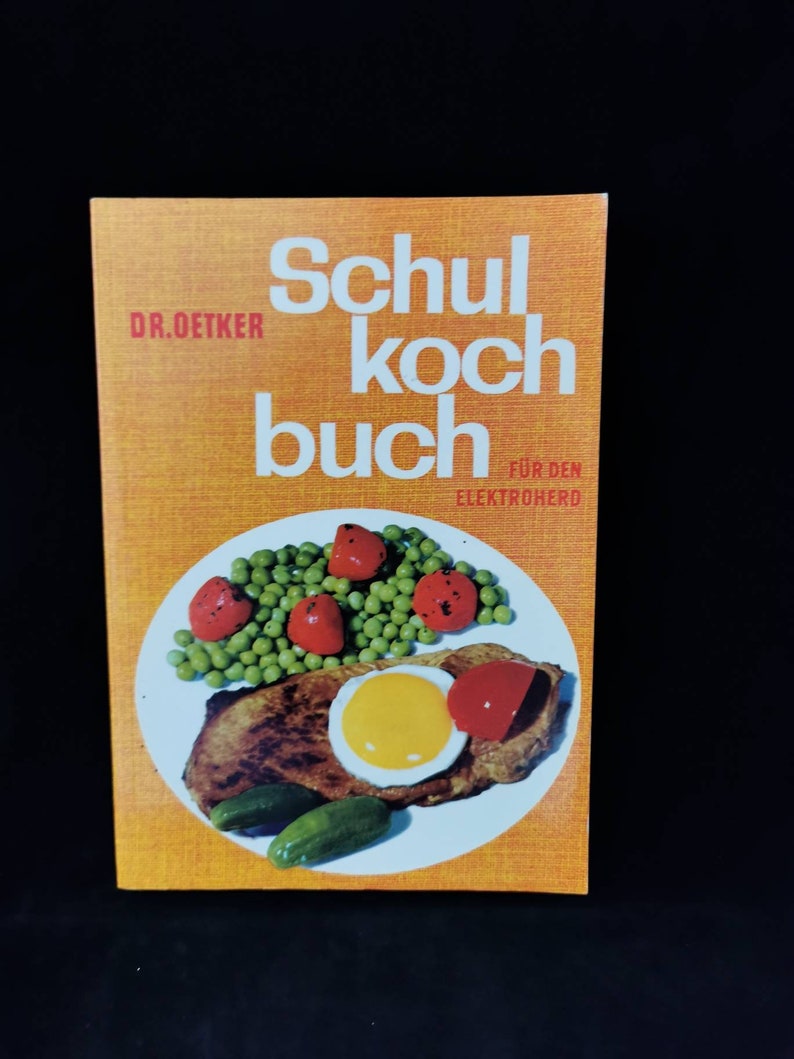 Schul
DR.OETKER
koch
buch
FÜR DEN
ELEKTROHERD